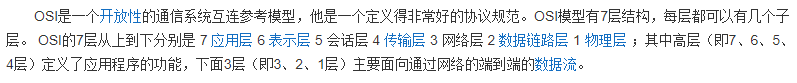 OSI是一个开放性的通信系统互连参考模型，他是一个定义得非常好的协议规范。OSI模型有7层结构，每层都可以有几个子
层。 OSI的7层从上到下分别是 7 应用层 6 表示层 5 会话层 4 传输层 3 网络层 2 数据链路层 1 物理层 ；其中高层（即7、6、5、
4层）定义了应用程序的功能，下面3层（即3、2、1层）主要面向通过网络的端到端的数据流。